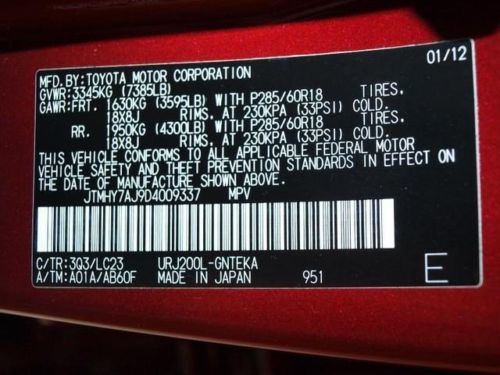 MFD.BY:TOYOTA MOTOR CORPORATION 01/12
GVWR:3345KG (7385LB)
GAWR:FRT. 1630KG (3595LB) WITH P285/60R18 TIRES.
18X8J RIMS. AT 230KPA (33PSI) COLD.
RR. 1950KG (4300LB) WITH P285/60R18 TIRES.
18X8J RIMS. AT 230KPA (33PSI) COLD.
THIS VEHICLE CONFORMS TO ALL APPLICABLE FEDERAL MOTOR
VEHICLE SAFETY AND THEFT PREVENTION STANDARDS IN EFFECT ON
THE DATE OF MANUFACTURE SHOWN ABOVE.
JTMHY7AJ9D4009337 MPV
C/TR:3Q3/LC23 URJ200L-GNTEKA
A/TM:A01A/AB60F MADE IN JAPAN 951 E